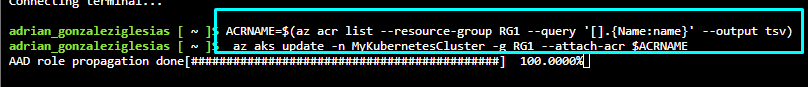 Connecting terminal...
adrian_gonzaleziglesias [ ~ ]$ ACRNAME=$(az acr list --resource-group RG1 --query '[].{Name:name}' --output tsv)
adrian_gonzaleziglesias [ ~ ]$  az aks update -n MyKubernetesCluster -g RG1 --attach-acr $ACRNAME
AAD role propagation done[############################################]  100.0000%